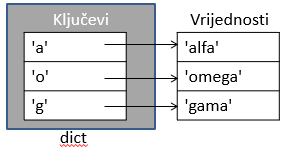 Ključevi Vrijednosti
'a' 'alfa'
'o' 'omega'
'g' 'gama'
dict